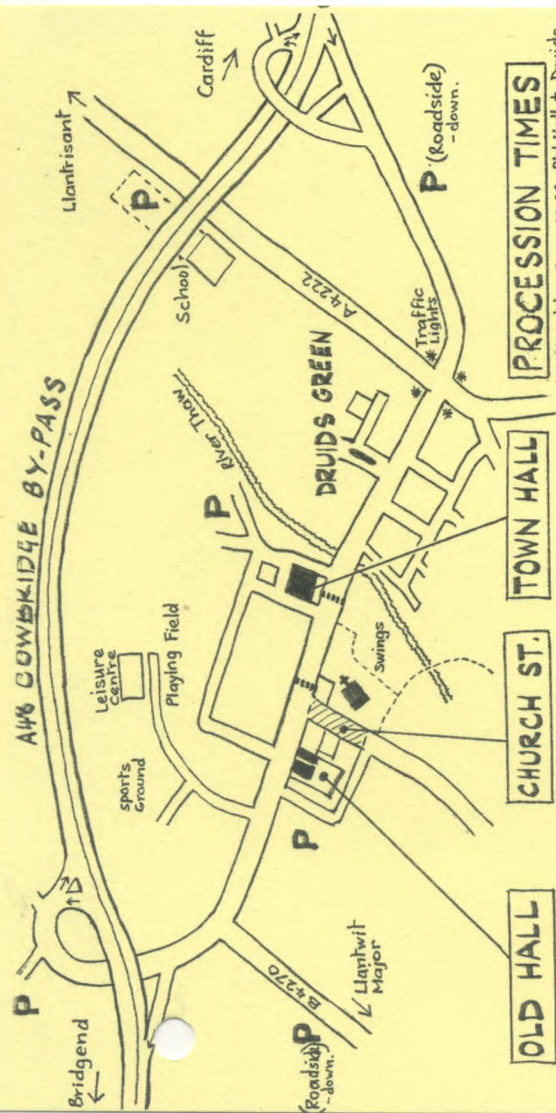 A46 COWBRIDGE BY-PASS
Llantrisant
Cardiff
P
School
P (Roadside)
- down.
A4222
Traffic
Lights
River Thaw
DRUIDS GREEN
P
Leisure
Centre
Playing Field
Sports
Ground
Swings
P
P
Bridgend
B4270
Llantwit
Major
(Roadside) P
- down.
OLD HALL
CHURCH ST.
TOWN HALL
PROCESSION TIMES